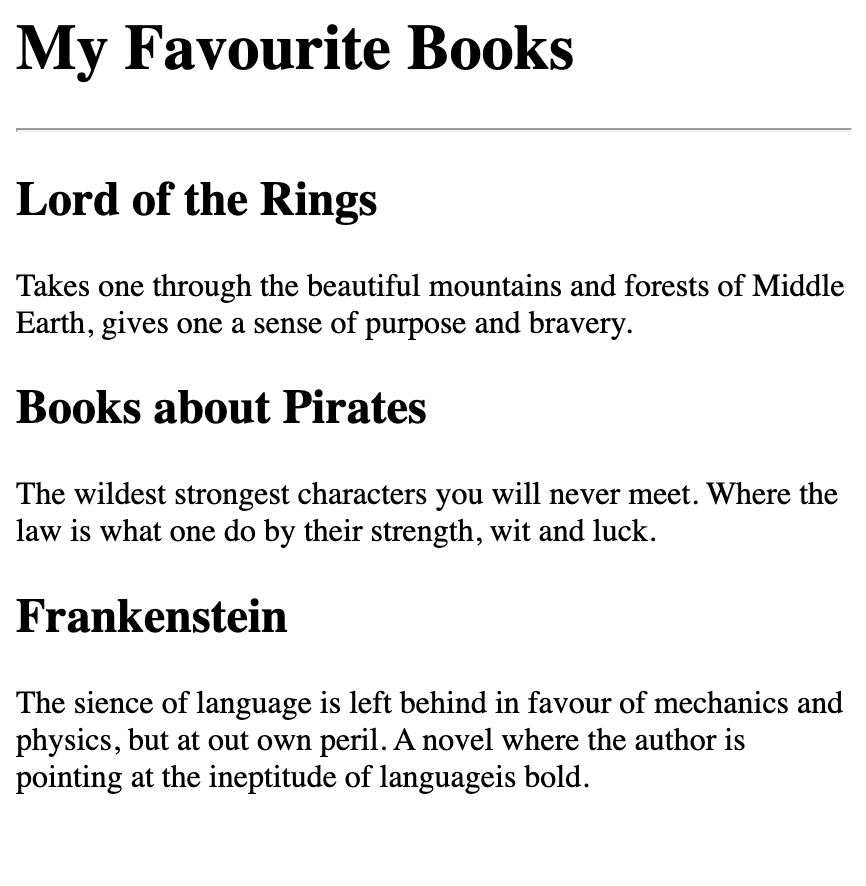 My Favourite Books
Lord of the Rings
Takes one through the beautiful mountains and forests of Middle
Earth, gives one a sense of purpose and bravery.
Books about Pirates
The wildest strongest characters you will never meet. Where the
law is what one do by their strength, wit and luck.
Frankenstein
The sience of language is left behind in favour of mechanics and
physics, but at out own peril. A novel where the author is
pointing at the ineptitude of languageis bold.